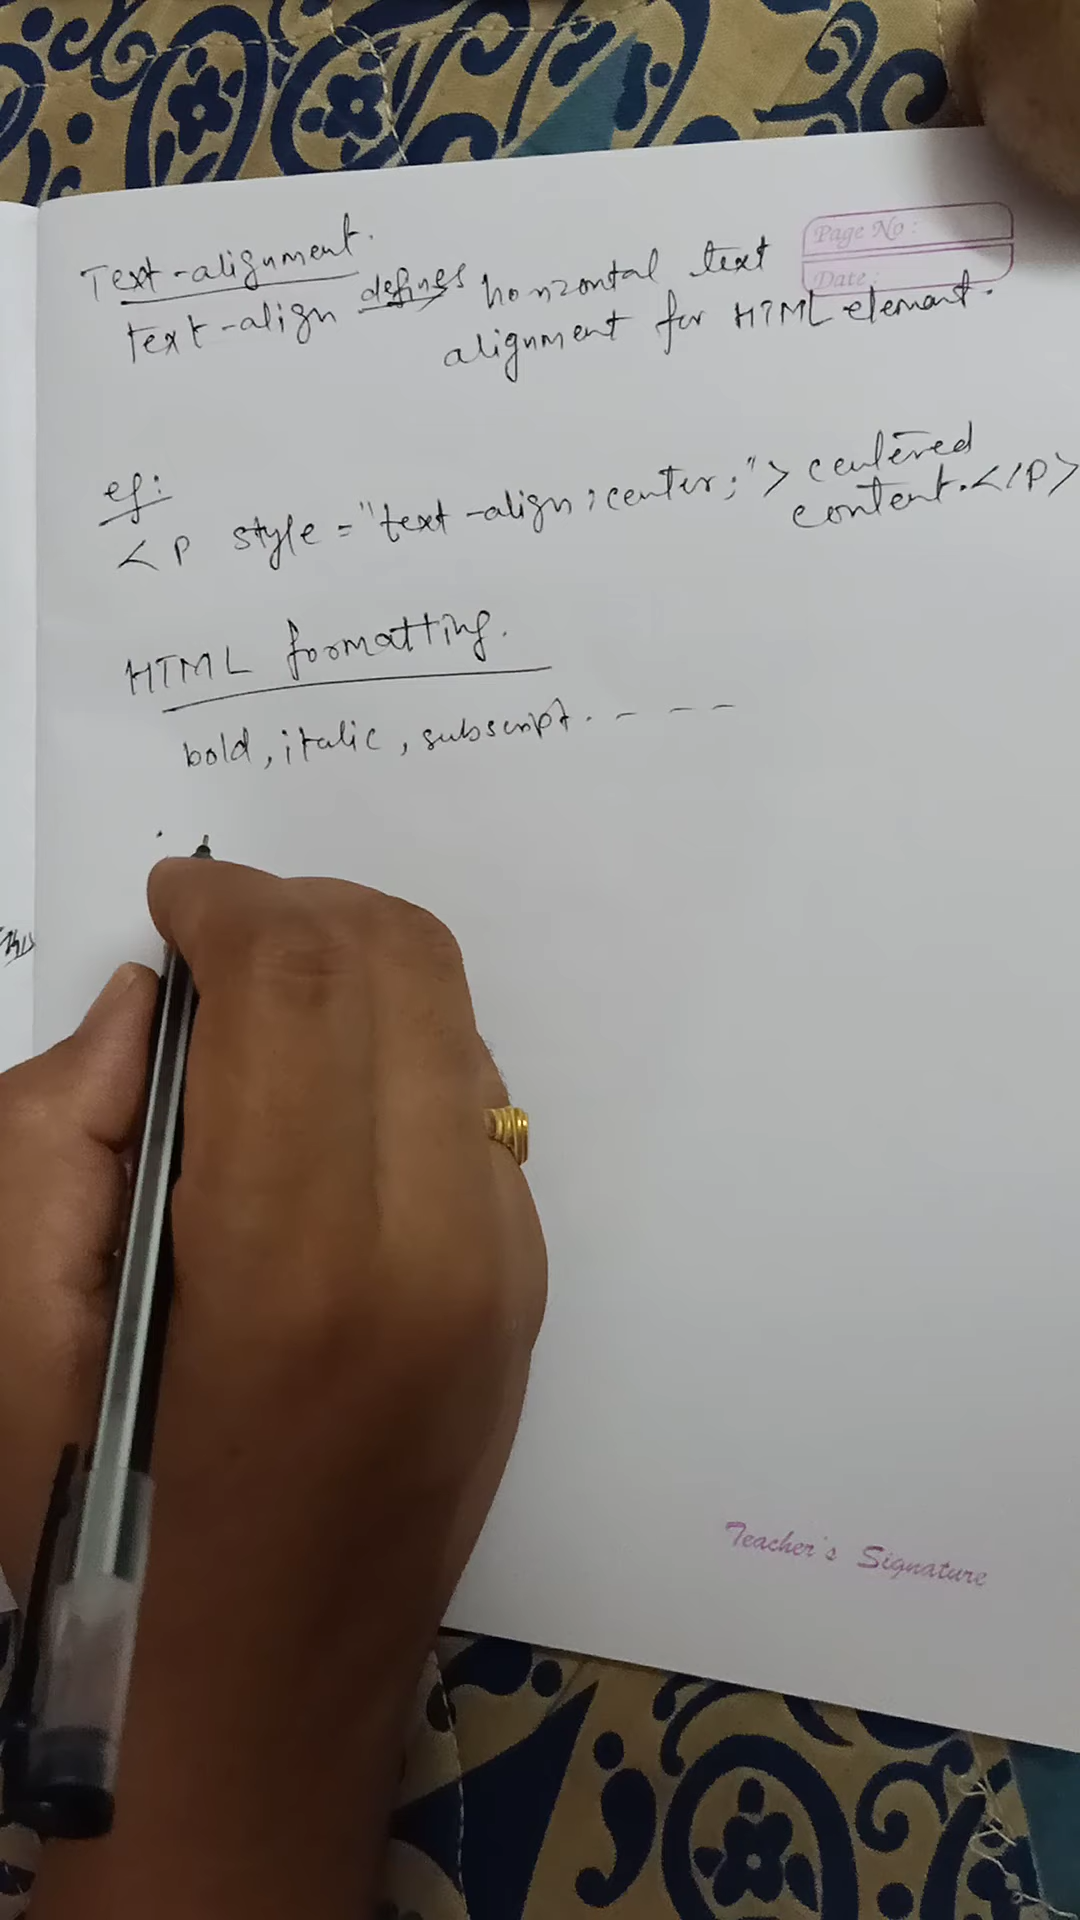 Page No :
Date :
Text-alignment.
text-align defines horizontal text
alignment for HTML element.
eg:
<p style="text-align:center;"> centered
content.</p>
HTML formatting.
bold, italic, subscript. - - -
Teacher's Signature